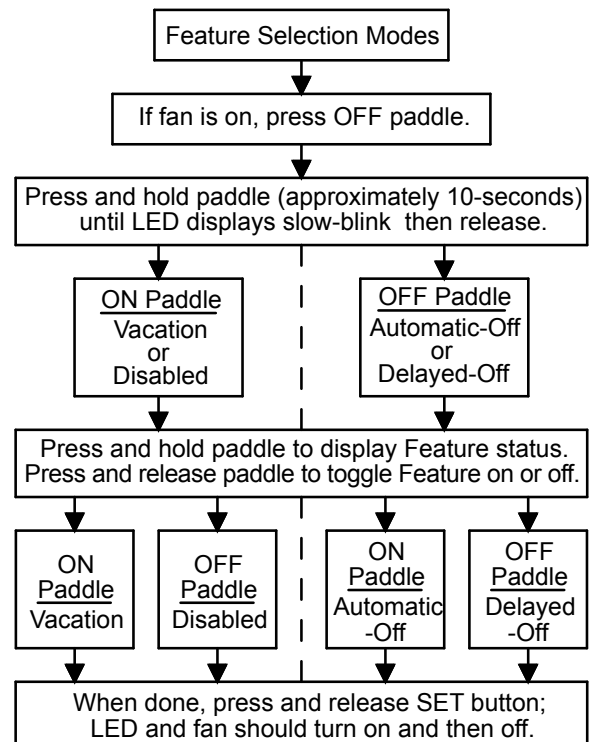 Feature Selection Modes
If fan is on, press OFF paddle.
Press and hold paddle (approximately 10-seconds)
until LED displays slow-blink then release.
ON Paddle
Vacation
or
Disabled
OFF Paddle
Automatic-Off
or
Delayed-Off
Press and hold paddle to display Feature status.
Press and release paddle to toggle Feature on or off.
ON
Paddle
Vacation
OFF
Paddle
Disabled
ON
Paddle
Automatic
-Off
OFF
Paddle
Delayed
-Off
When done, press and release SET button;
LED and fan should turn on and then off.